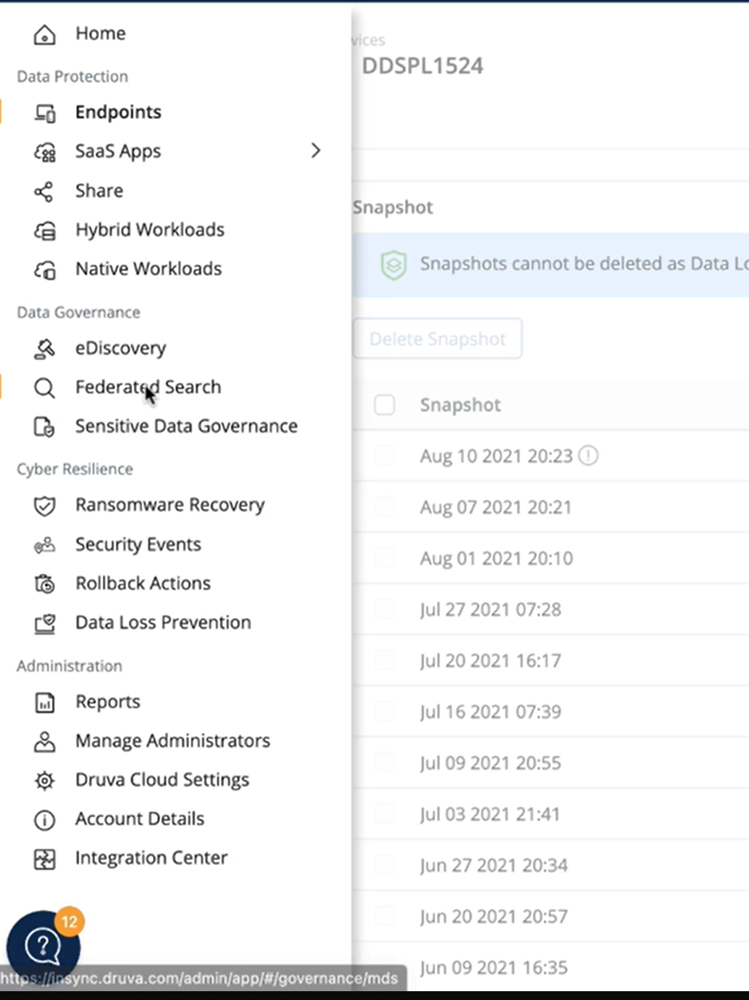 Home
Data Protection
Endpoints
SaaS Apps
Share
Hybrid Workloads
Native Workloads
Data Governance
eDiscovery
Federated Search
Sensitive Data Governance
Cyber Resilience
Ransomware Recovery
Security Events
Rollback Actions
Data Loss Prevention
Administration
Reports
Manage Administrators
Druva Cloud Settings
Account Details
Integration Center
12
https://insync.druva.com/admin/app/#/governance/mds
vices
DDSPL1524
Snapshot
Snapshots cannot be deleted as Data Lo
Delete Snapshot
Snapshot
Aug 10 2021 20:23
Aug 07 2021 20:21
Aug 01 2021 20:10
Jul 27 2021 07:28
Jul 20 2021 16:17
Jul 16 2021 07:39
Jul 09 2021 20:55
Jul 03 2021 21:41
Jun 27 2021 20:34
Jun 20 2021 20:57
Jun 09 2021 16:35